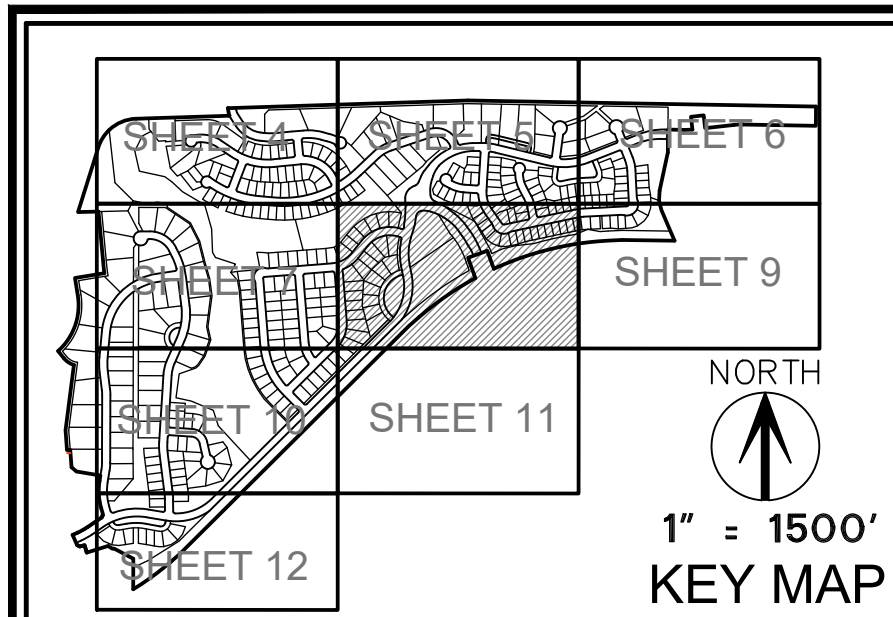 SHEET 4
SHEET 5
SHEET 6
SHEET 7
SHEET 9
SHEET 10
SHEET 11
SHEET 12
NORTH
1" = 1500'
KEY MAP